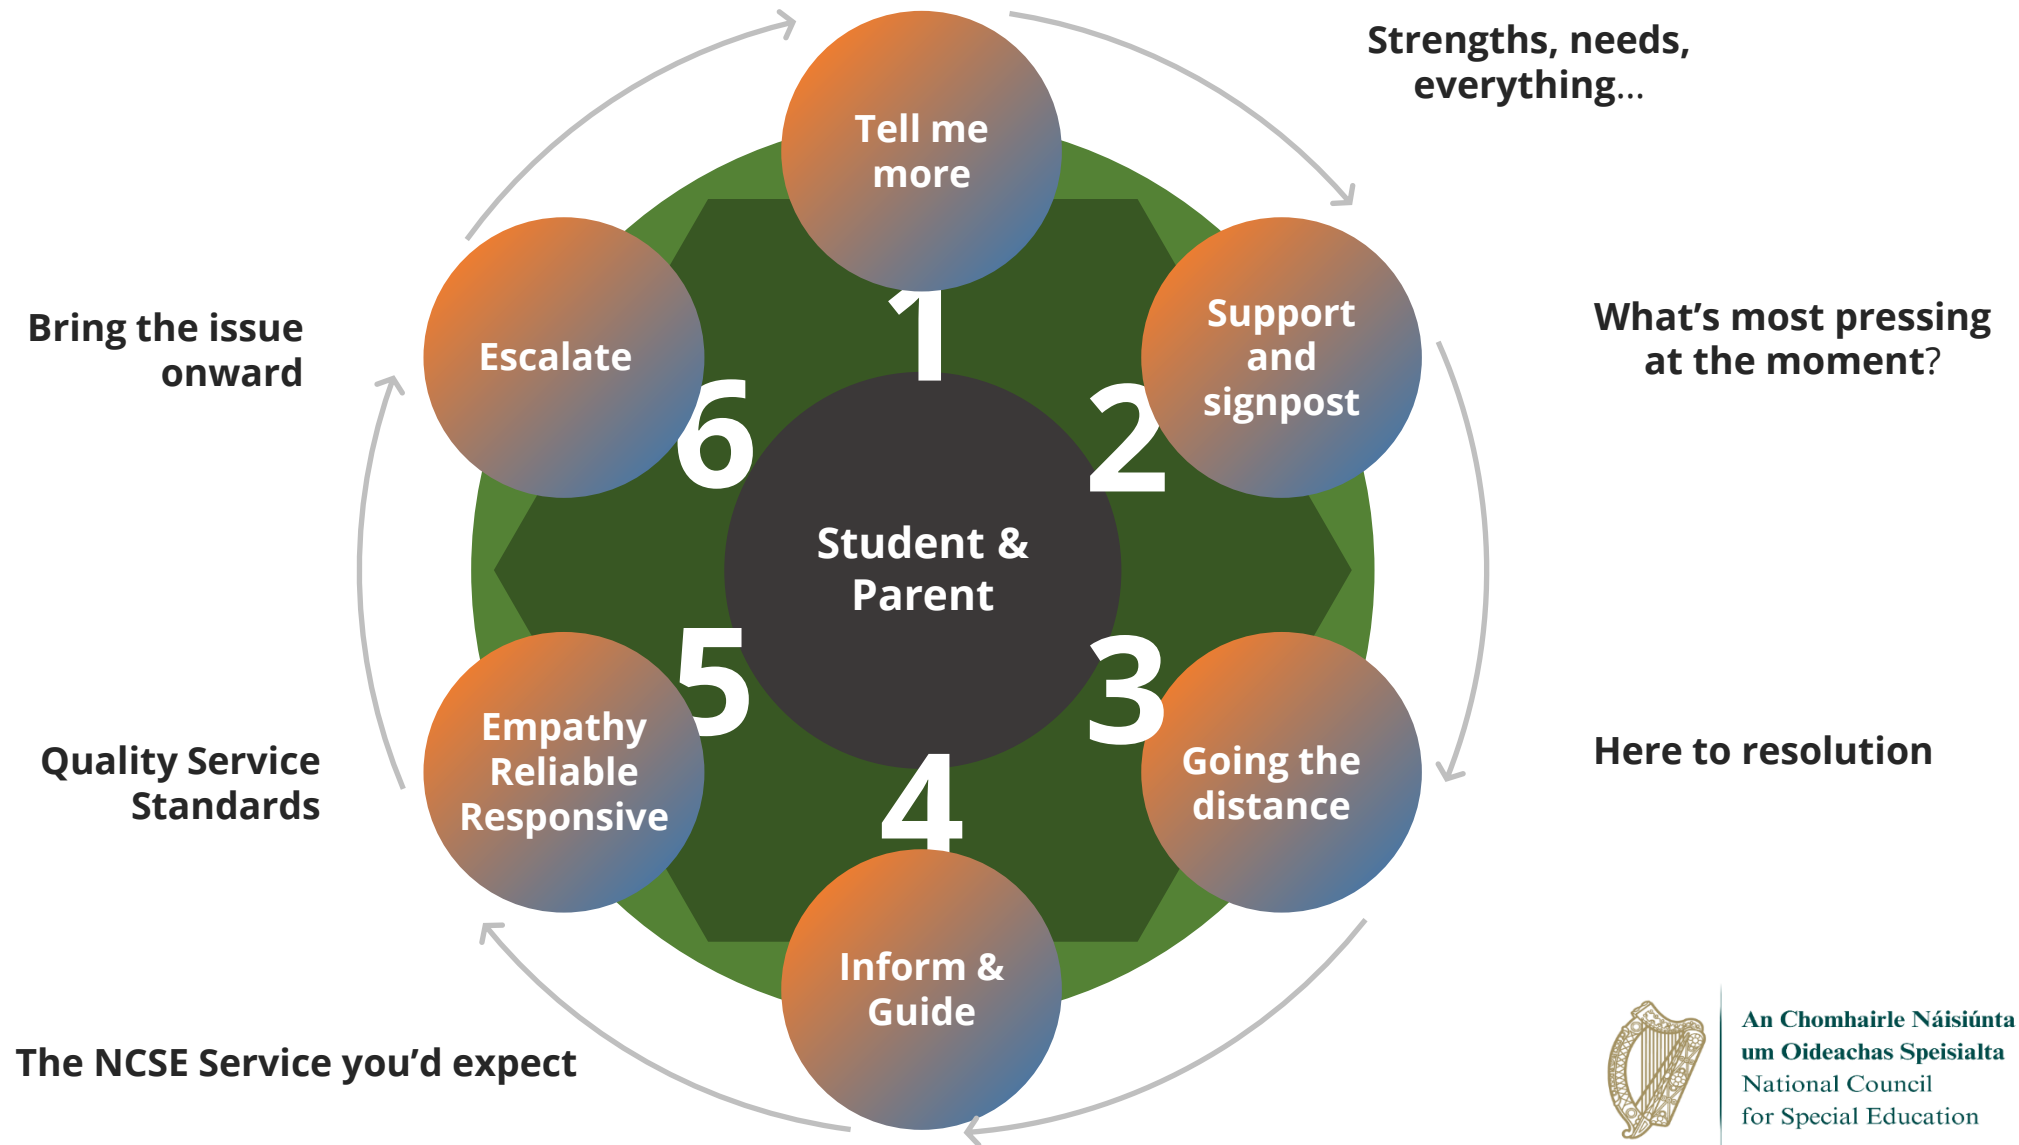 Tell me
more
1
Strengths, needs,
everything...
Support
and
signpost
2
What’s most pressing
at the moment?
Going the
distance
3
Here to resolution
Inform &
Guide
4
The NCSE Service you’d expect
Empathy
Reliable
Responsive
5
Quality Service
Standards
Escalate
6
Bring the issue
onward
Student &
Parent
An Chomhairle Náisiúnta
um Oideachas Speisialta
National Council
for Special Education